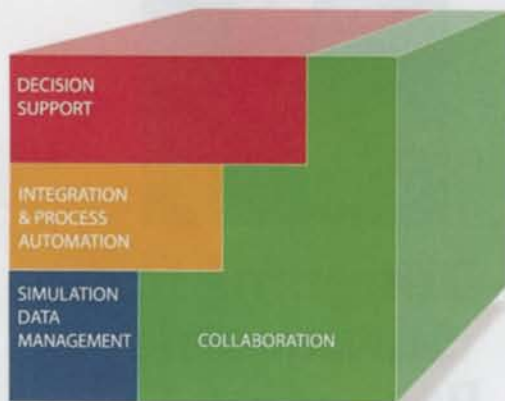 DECISION
SUPPORT
INTEGRATION
& PROCESS
AUTOMATION
SIMULATION
DATA
MANAGEMENT
COLLABORATION